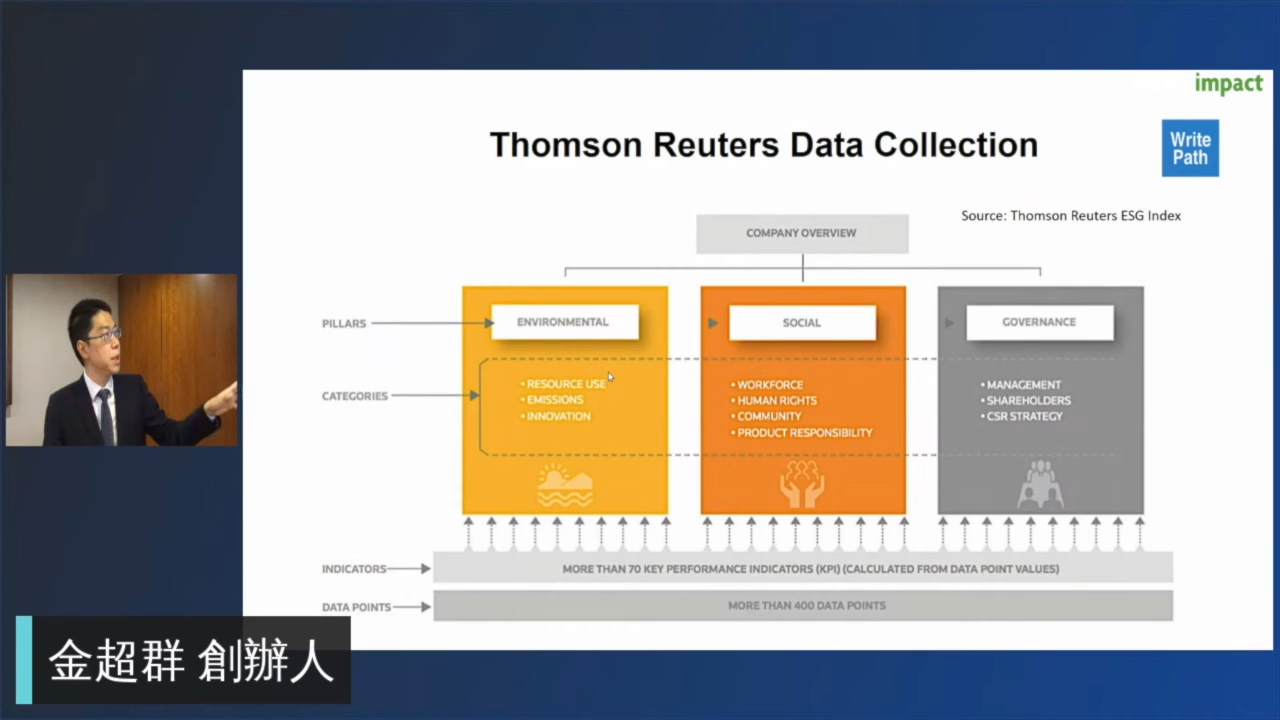 impact
Thomson Reuters Data Collection
Write
Path
Source: Thomson Reuters ESG Index
COMPANY OVERVIEW
PILLARS
ENVIRONMENTAL
SOCIAL
GOVERNANCE
CATEGORIES
• RESOURCE USE
• EMISSIONS
• INNOVATION
• WORKFORCE
• HUMAN RIGHTS
• COMMUNITY
• PRODUCT RESPONSIBILITY
• MANAGEMENT
• SHAREHOLDERS
• CSR STRATEGY
INDICATORS
MORE THAN 70 KEY PERFORMANCE INDICATORS (KPI) (CALCULATED FROM DATA POINT VALUES)
DATA POINTS
MORE THAN 400 DATA POINTS
金超群 創辦人